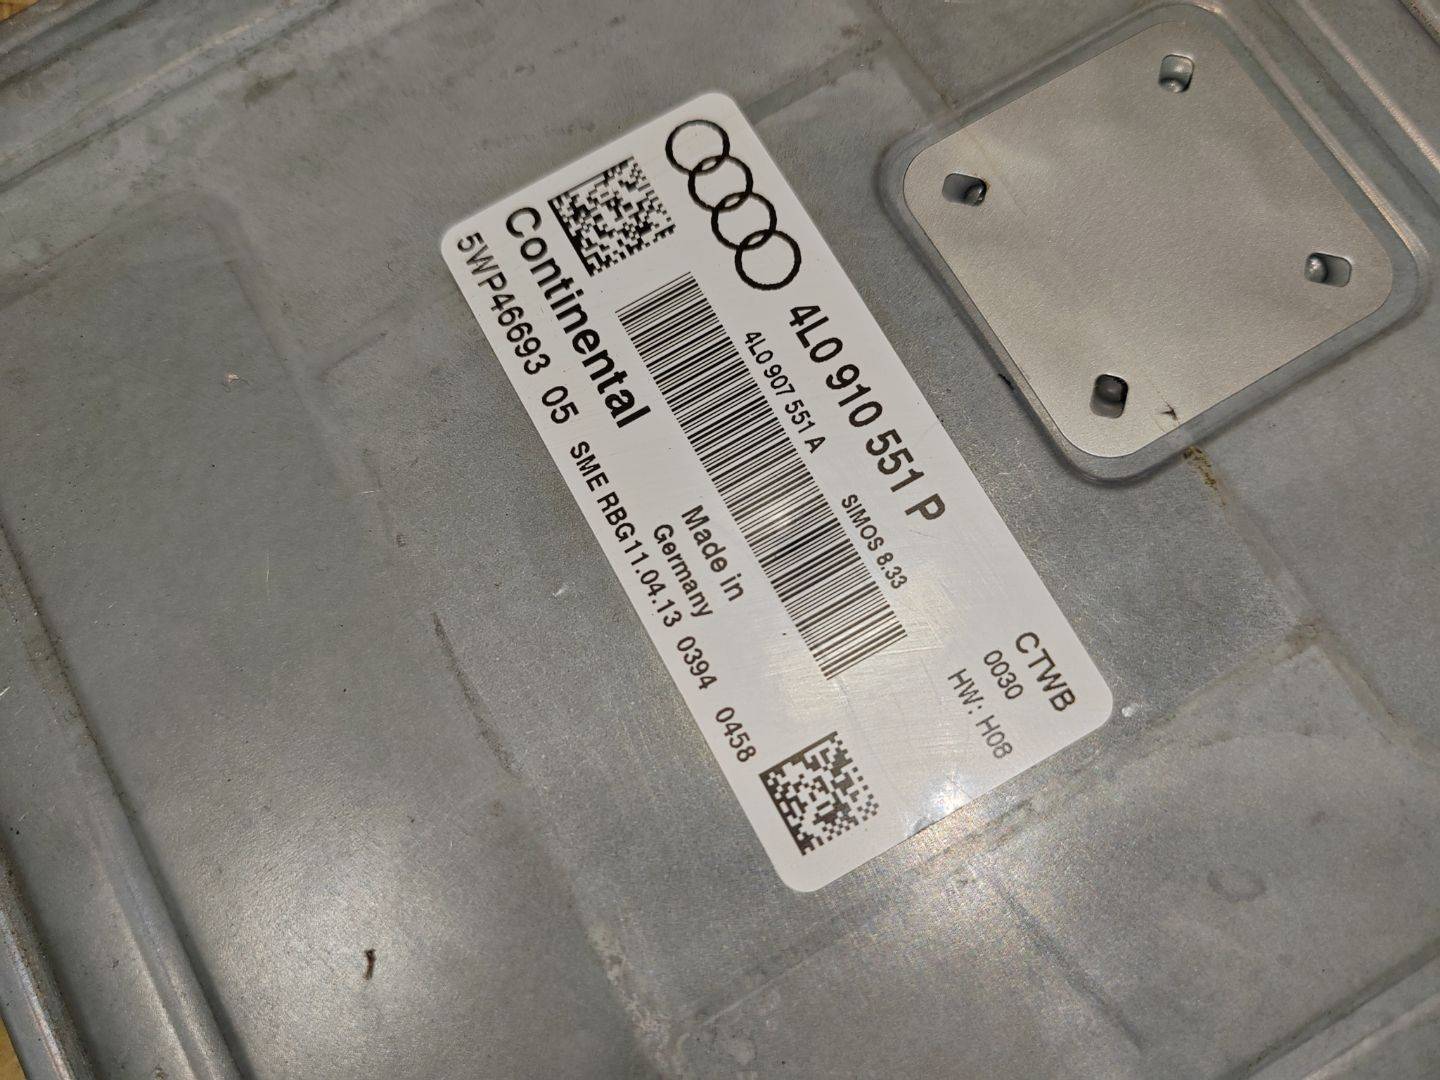 4L0 910 551 P
4L0 907 551 A
SIMOS 8.33
CTWB
0030
HW: H08
Continental
Made in
Germany
5WP46693 05 SME RBG11.04.13 0394 0458